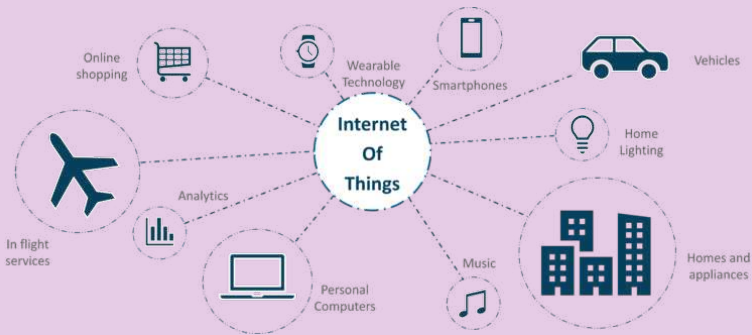 Online
shopping
Wearable
Technology
Smartphones
Vehicles
Internet
Of
Things
Home
Lighting
Analytics
In flight
services
Personal
Computers
Music
Homes and
appliances